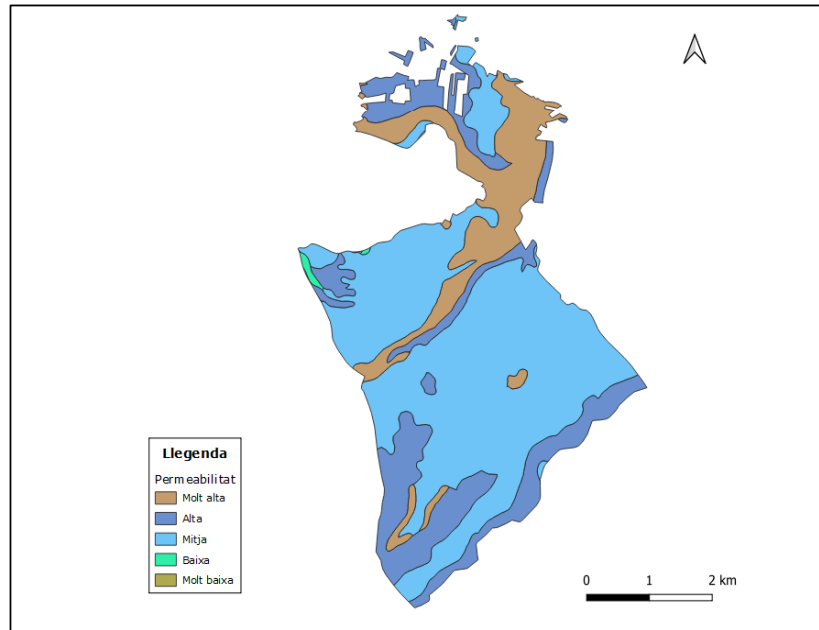 Llegenda
Permeabilitat
Molt alta
Alta
Mitja
Baixa
Molt baixa
0 1 2 km